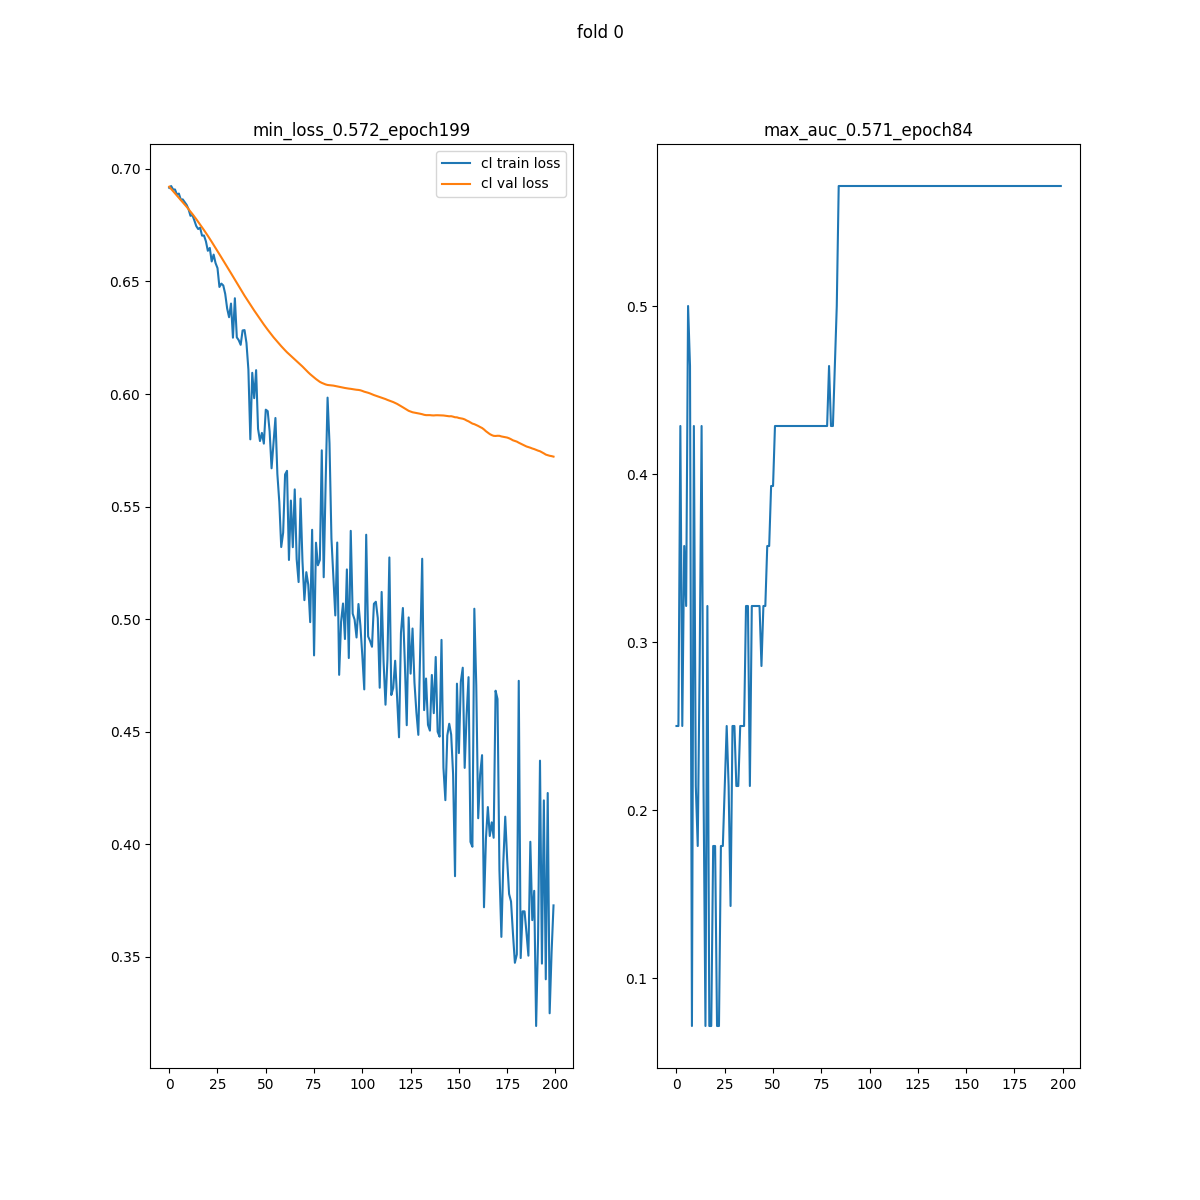 fold 0
min_loss_0.572_epoch199
cl train loss
cl val loss
0.70
0.65
0.60
0.55
0.50
0.45
0.40
0.35
0 25 50 75 100 125 150 175 200
max_auc_0.571_epoch84
0.5
0.4
0.3
0.2
0.1
0 25 50 75 100 125 150 175 200